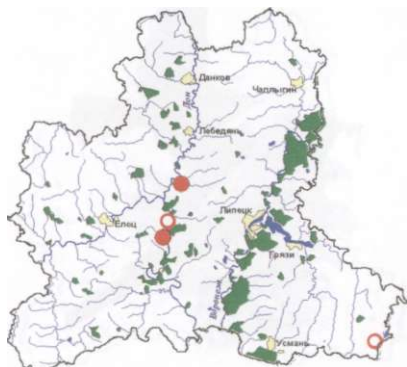 Данков
Чаплыгин
Дон
Лебедянь
Липецк
Елец
Грязи
Воронеж
Усмань